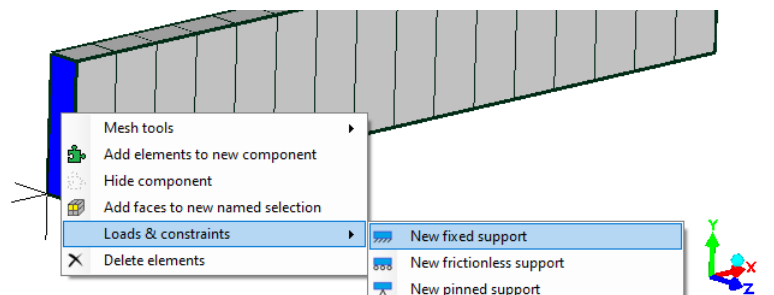 Mesh tools
Add elements to new component
Hide component
Add faces to new named selection
Loads & constraints
Delete elements
New fixed support
New frictionless support
New pinned support
Y
X
Z